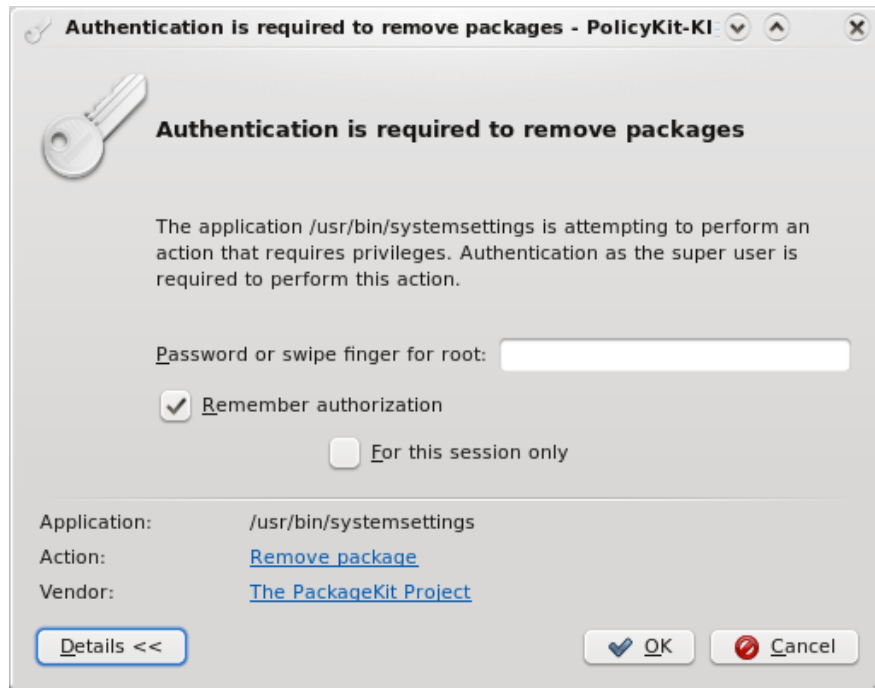 Authentication is required to remove packages - PolicyKit-KI
Authentication is required to remove packages
The application /usr/bin/systemsettings is attempting to perform an
action that requires privileges. Authentication as the super user is
required to perform this action.
Password or swipe finger for root:
Remember authorization
For this session only
Application: /usr/bin/systemsettings
Action: Remove package
Vendor: The PackageKit Project
Details << OK Cancel